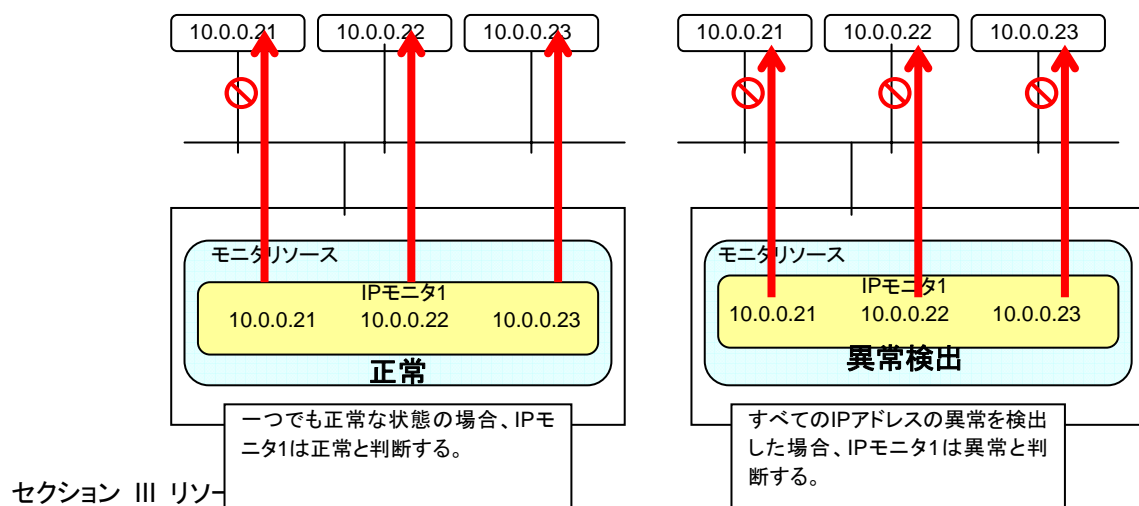 10.0.0.21
10.0.0.22
10.0.0.23
モニタリソース
IPモニタ1
10.0.0.21
10.0.0.22
10.0.0.23
正常
一つでも正常な状態の場合、IPモ
ニタ1は正常と判断する。
10.0.0.21
10.0.0.22
10.0.0.23
モニタリソース
IPモニタ1
10.0.0.21
10.0.0.22
10.0.0.23
異常検出
すべてのIPアドレスの異常を検出
した場合、IPモニタ1は異常と判
断する。
セクション III リソー